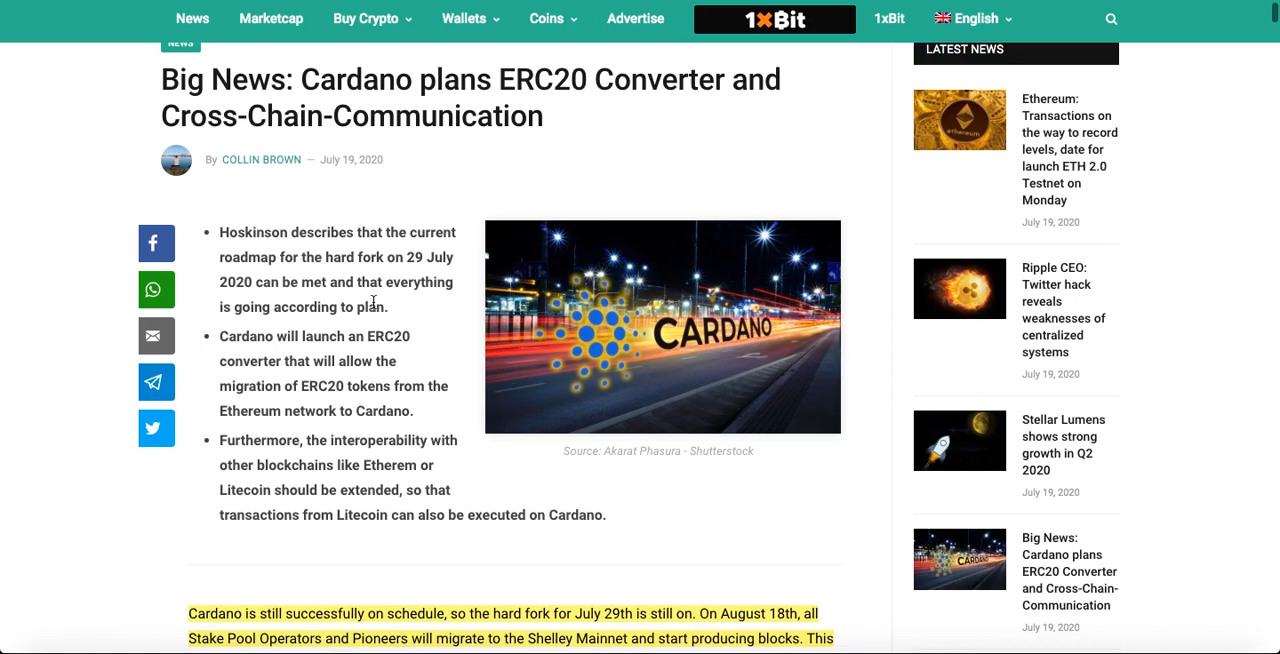 News
Marketcap
Buy Crypto
Wallets
Coins
Advertise
1xBit
1xBit
English
NEWS
Big News: Cardano plans ERC20 Converter and
Cross-Chain-Communication
By COLLIN BROWN — July 19, 2020
• Hoskinson describes that the current
roadmap for the hard fork on 29 July
2020 can be met and that everything
is going according to plan.
• Cardano will launch an ERC20
converter that will allow the
migration of ERC20 tokens from the
Ethereum network to Cardano.
• Furthermore, the interoperability with
other blockchains like Etherem or
Litecoin should be extended, so that
transactions from Litecoin can also be executed on Cardano.
CARDANO
Source: Akarat Phasura - Shutterstock
Cardano is still successfully on schedule, so the hard fork for July 29th is still on. On August 18th, all
Stake Pool Operators and Pioneers will migrate to the Shelley Mainnet and start producing blocks. This
LATEST NEWS
ethereum
Ethereum:
Transactions on
the way to record
levels, date for
launch ETH 2.0
Testnet on
Monday
July 19, 2020
Ripple CEO:
Twitter hack
reveals
weaknesses of
centralized
systems
July 19, 2020
Stellar Lumens
shows strong
growth in Q2
2020
July 19, 2020
CARDANO
Big News:
Cardano plans
ERC20 Converter
and Cross-Chain-
Communication
July 19, 2020